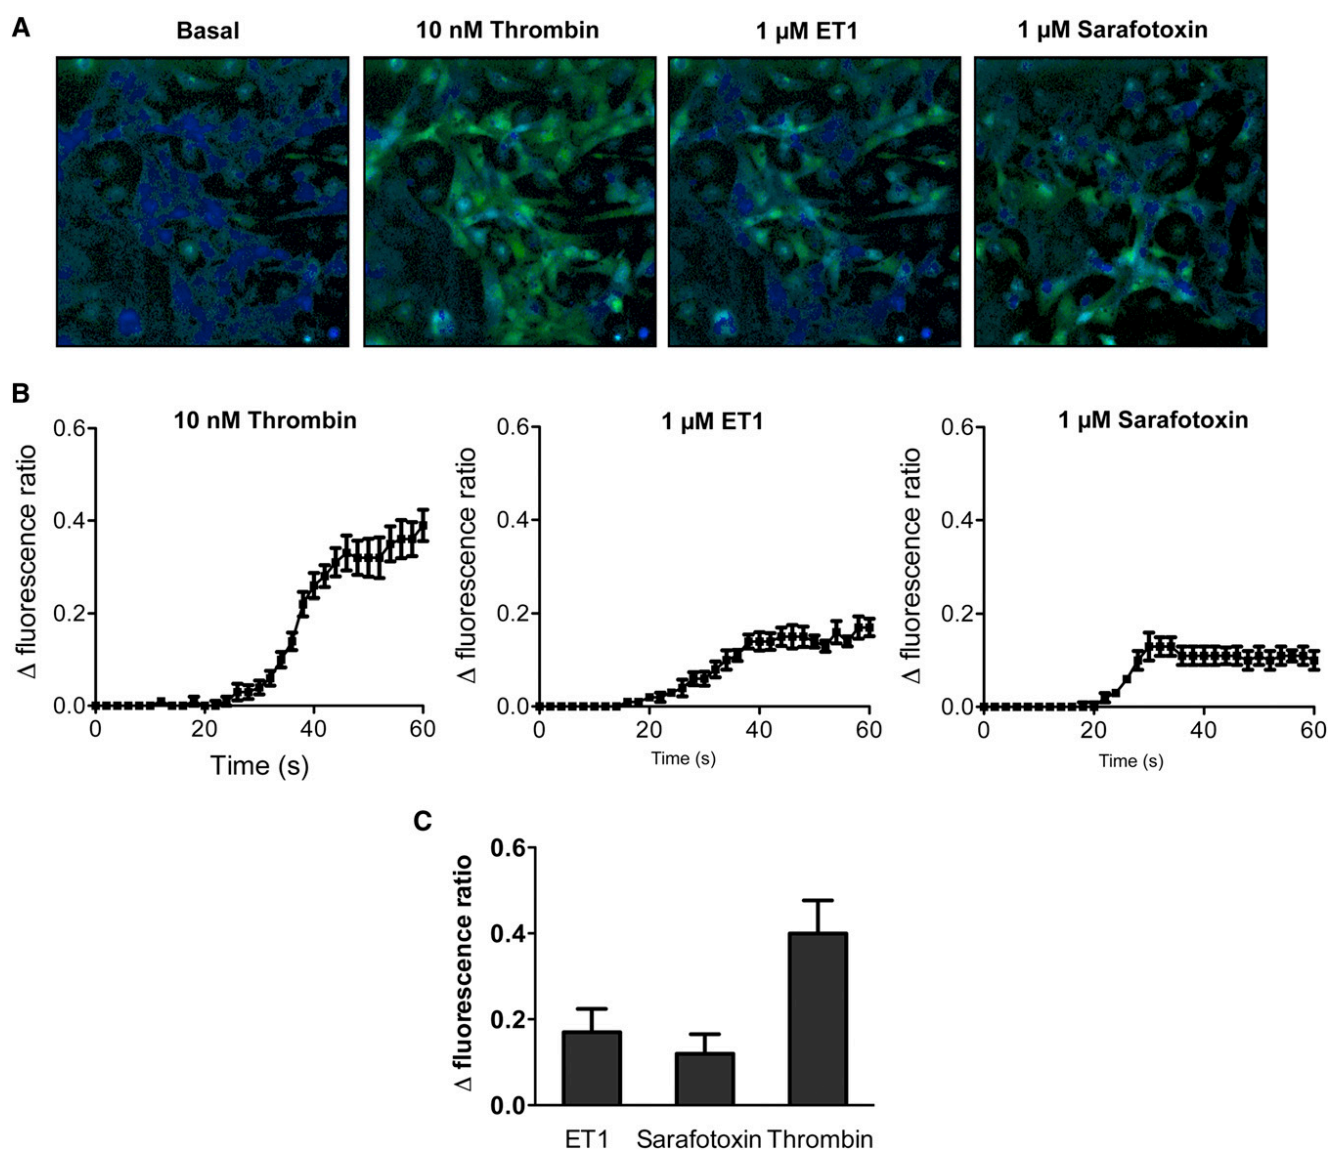 A
Basal 10 nM Thrombin 1 µM ET1 1 µM Sarafotoxin
B
10 nM Thrombin 1 µM ET1 1 µM Sarafotoxin
Δ fluorescence ratio Δ fluorescence ratio Δ fluorescence ratio
0.6 0.6 0.6
0.4 0.4 0.4
0.2 0.2 0.2
0.0 0.0 0.0
0 20 40 60 0 20 40 60 0 20 40 60
Time (s) Time (s) Time (s)
C
Δ fluorescence ratio
0.6
0.4
0.2
0.0
ET1 Sarafotoxin Thrombin